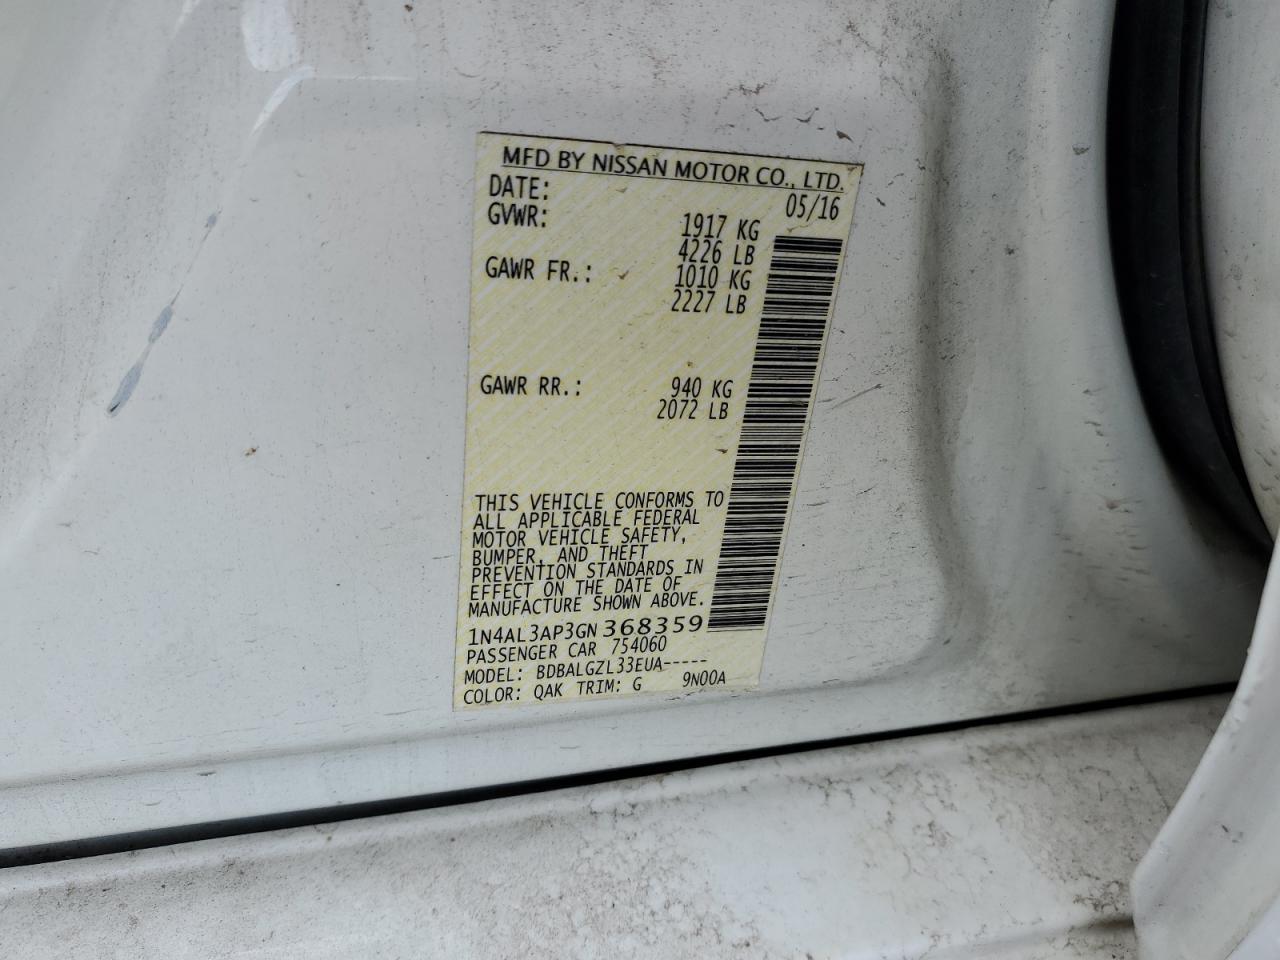 MFD BY NISSAN MOTOR CO., LTD.
DATE: 05/16
GVWR: 1917 KG
4226 LB
GAWR FR.: 1010 KG
2227 LB
GAWR RR.: 940 KG
2072 LB
THIS VEHICLE CONFORMS TO
ALL APPLICABLE FEDERAL
MOTOR VEHICLE SAFETY,
BUMPER, AND THEFT
PREVENTION STANDARDS IN
EFFECT ON THE DATE OF
MANUFACTURE SHOWN ABOVE.
1N4AL3AP3GN368359
PASSENGER CAR 754060
MODEL: BDBALGZL33EUA-----
COLOR: QAK TRIM: G 9N00A